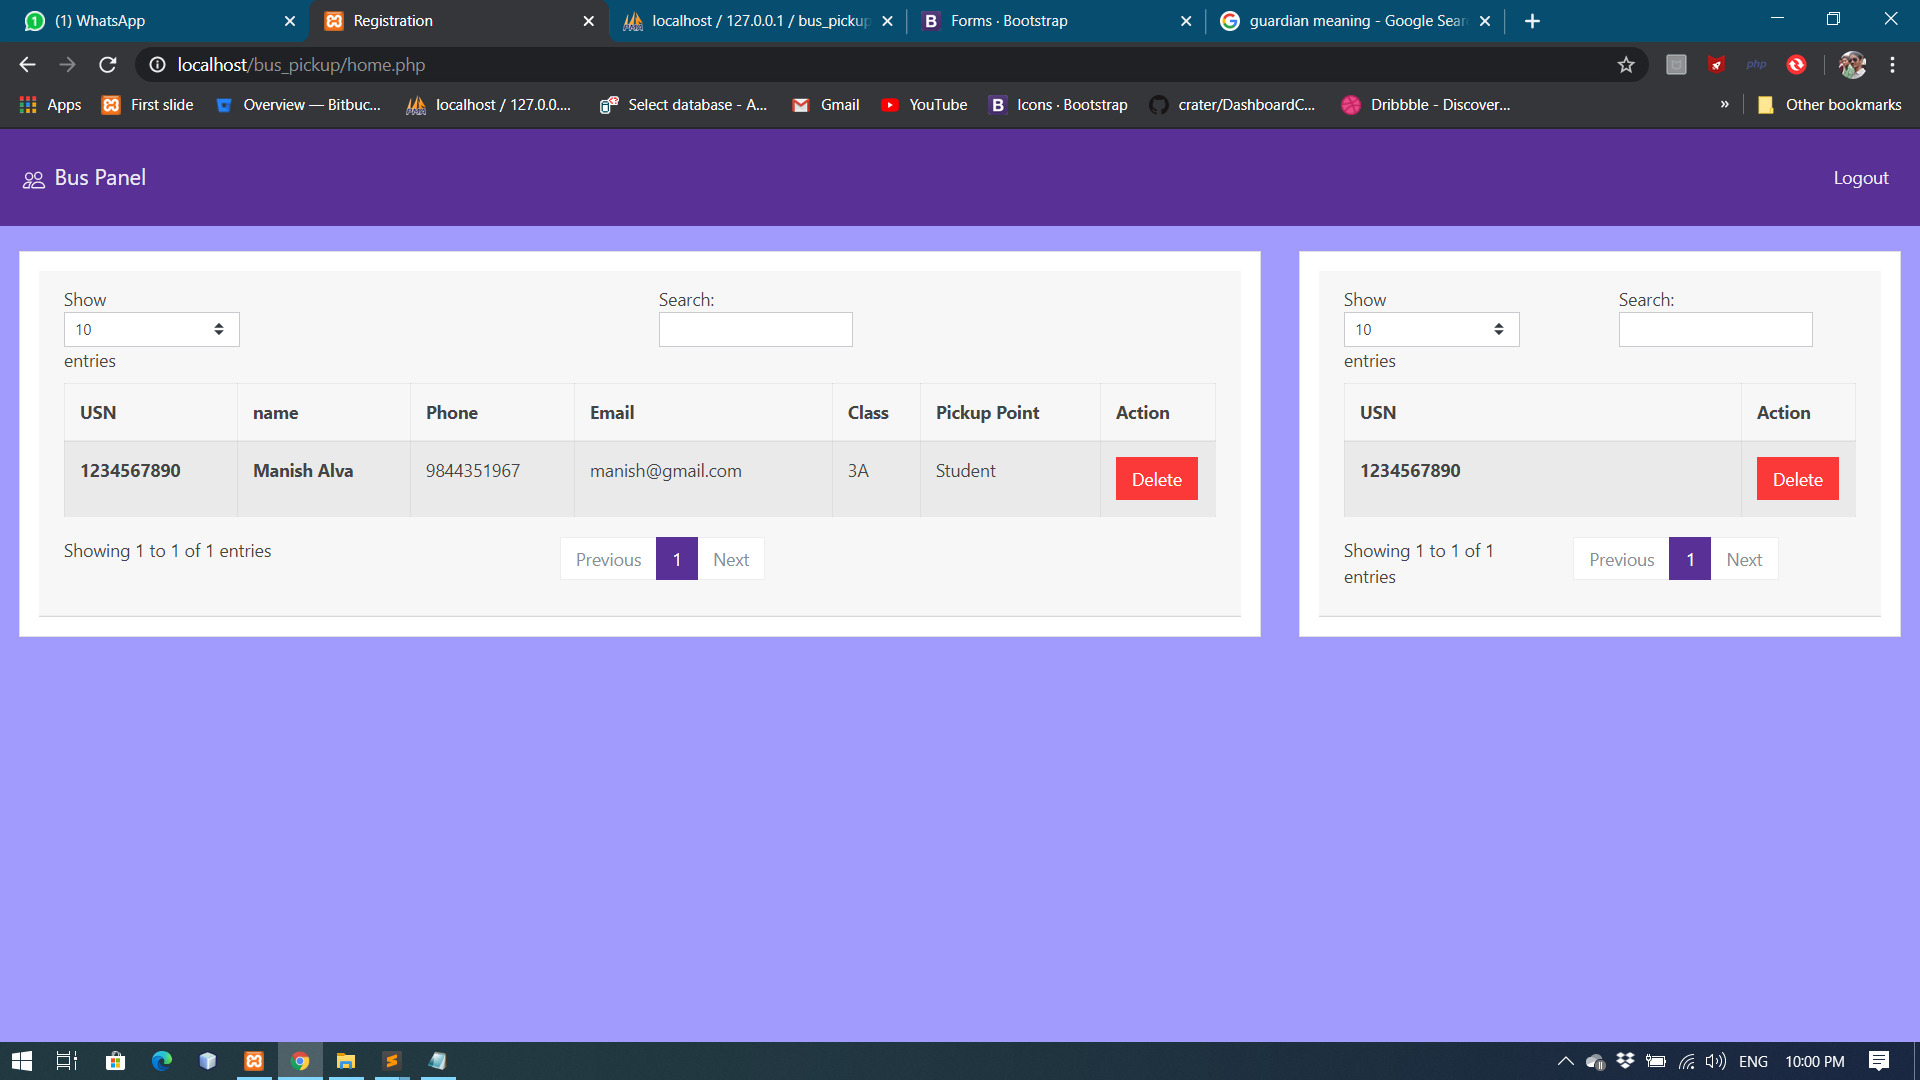 (1) WhatsApp
Registration
localhost / 127.0.0.1 / bus_pickup
Forms · Bootstrap
guardian meaning - Google Sear
localhost/bus_pickup/home.php
php
Apps
First slide
Overview — Bitbuc...
localhost / 127.0.0....
Select database - A...
Gmail
YouTube
Icons · Bootstrap
crater/DashboardC...
Dribbble - Discover...
»
Other bookmarks
Bus Panel
Logout
Show
10
entries
Search:
USN name Phone Email Class Pickup Point Action
1234567890 Manish Alva 9844351967 manish@gmail.com 3A Student Delete
Showing 1 to 1 of 1 entries
Previous 1 Next
Show
10
entries
Search:
USN Action
1234567890 Delete
Showing 1 to 1 of 1
entries
Previous 1 Next
ENG
10:00 PM